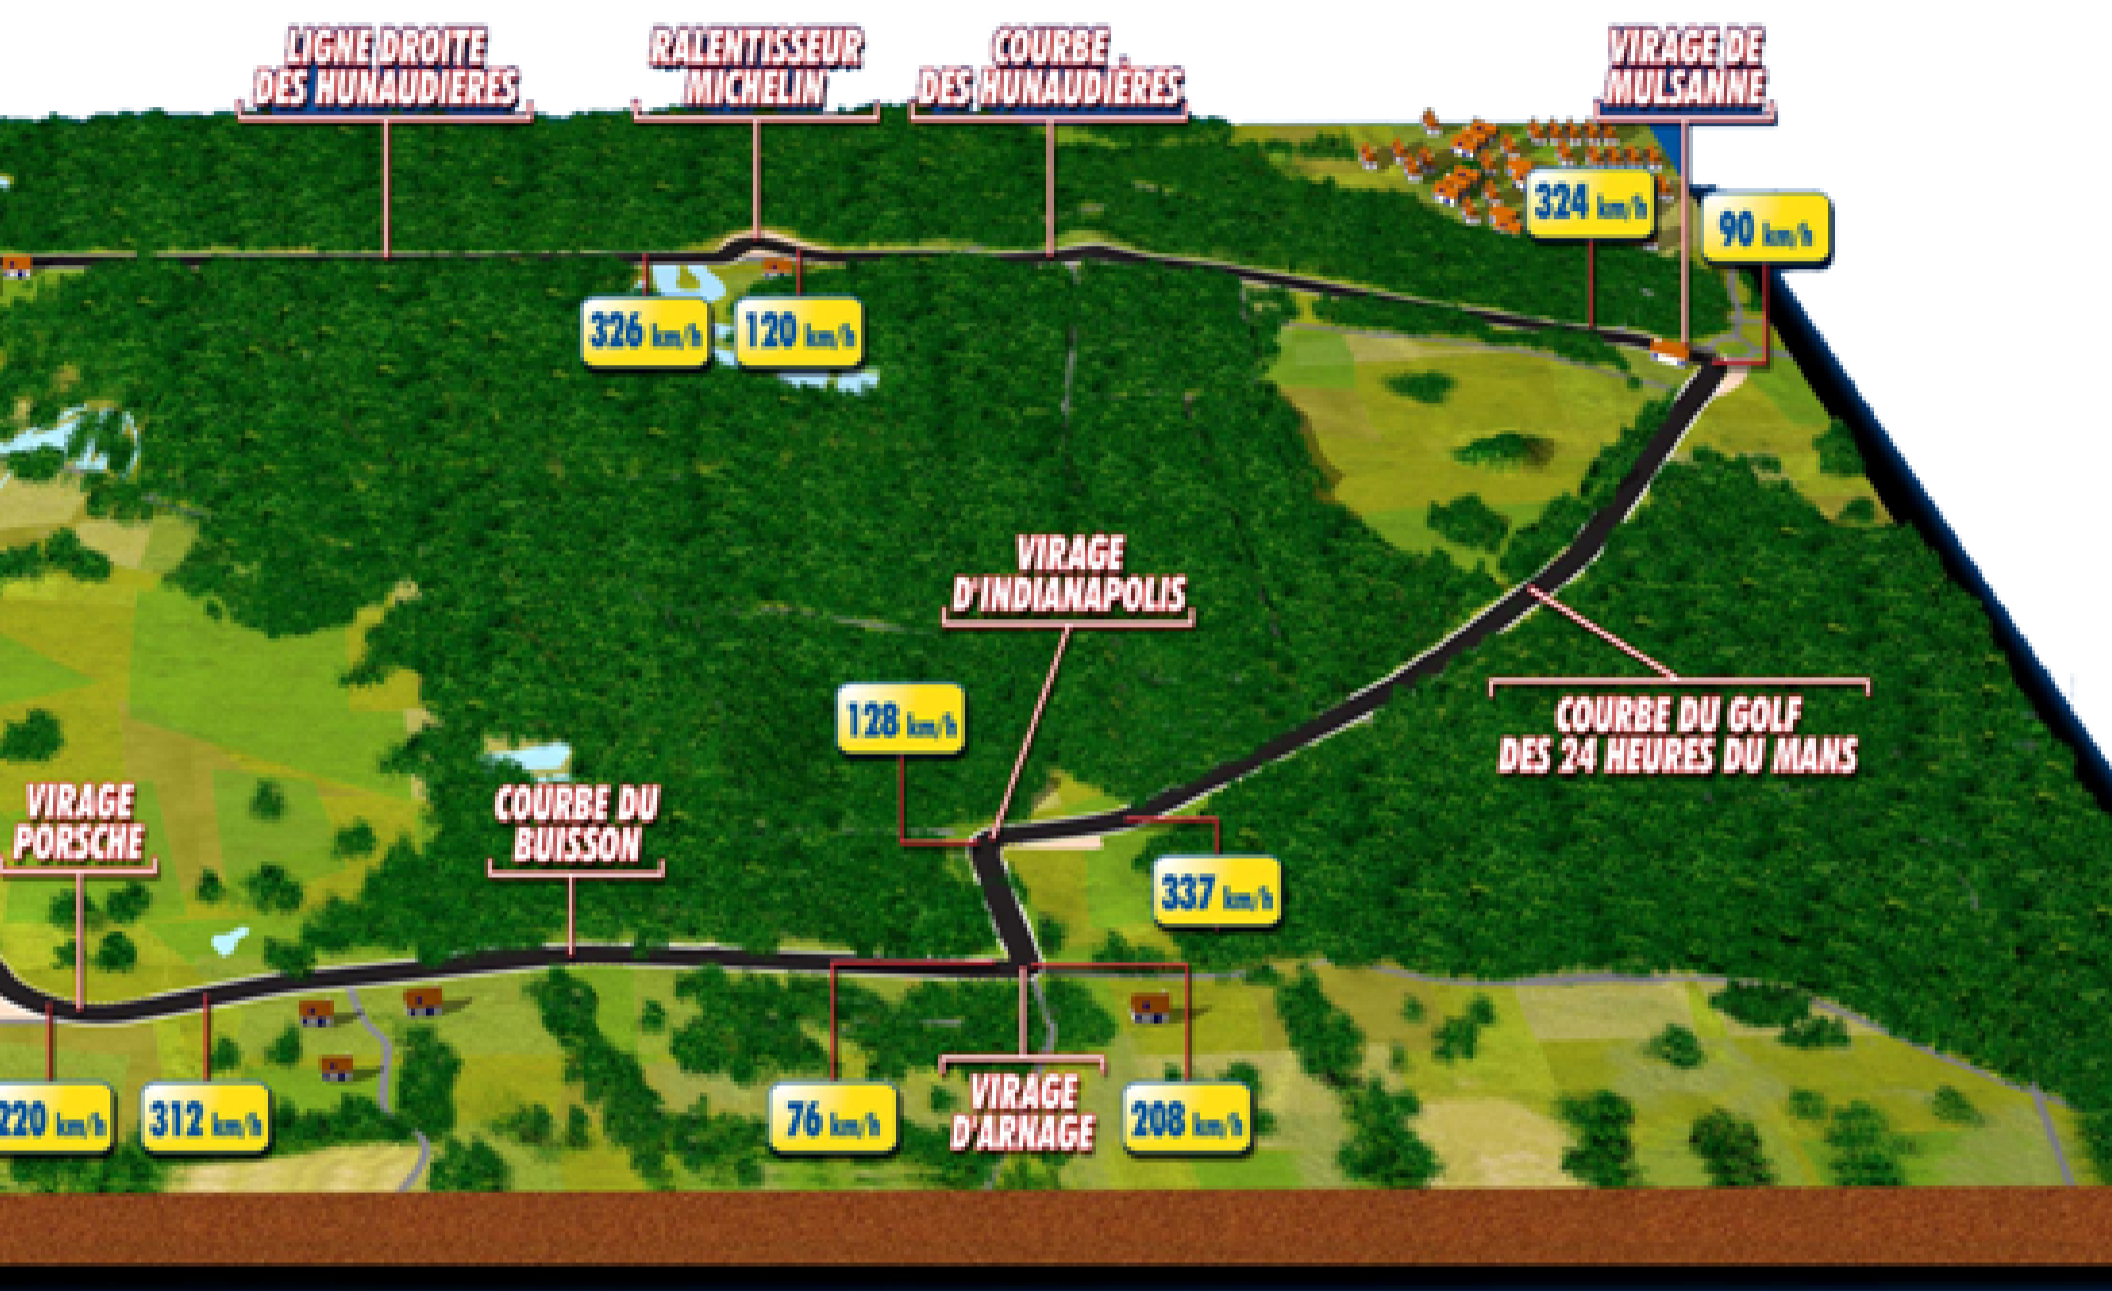 LIGNE DROITE
DES HUNAUDIERES
RALENTISSEUR
MICHELIN
COURBE
DES HUNAUDIÈRES
VIRAGE DE
MULSANNE
324 km/h
90 km/h
326 km/h
120 km/h
VIRAGE
D'INDIANAPOLIS
128 km/h
COURBE DU GOLF
DES 24 HEURES DU MANS
VIRAGE
PORSCHE
COURBE DU
BUISSON
337 km/h
220 km/h
312 km/h
76 km/h
VIRAGE
D'ARNAGE
208 km/h